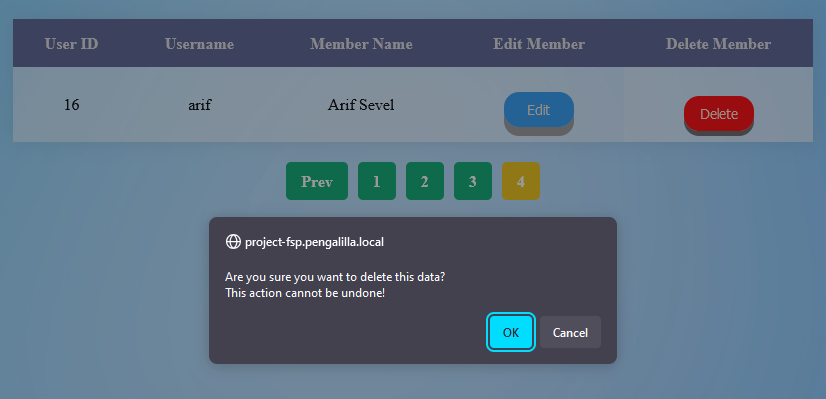 User ID Username Member Name Edit Member Delete Member
16 arif Arif Sevel Edit Delete
Prev 1 2 3 4
project-fsp.pengalilla.local
Are you sure you want to delete this data?
This action cannot be undone!
OK Cancel